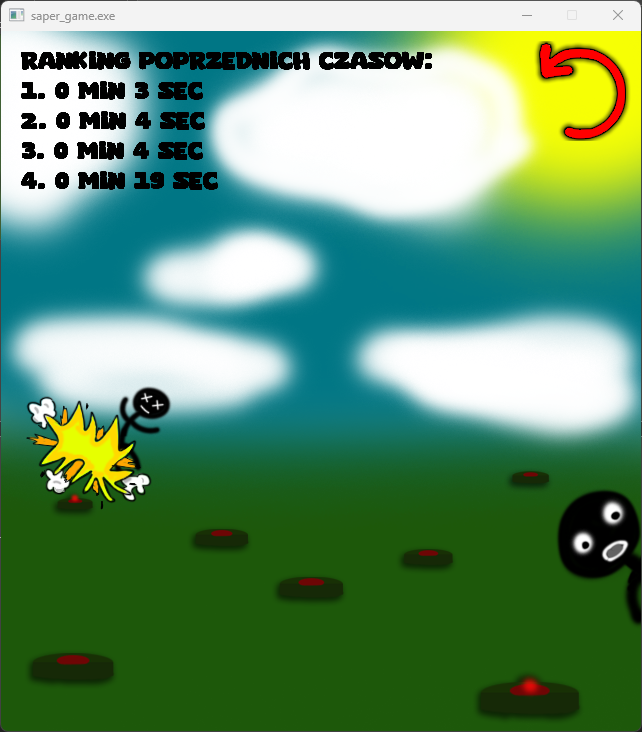 saper_game.exe
RANKING POPRZEDNICH CZASOW:
1. 0 MIN 3 SEC
2. 0 MIN 4 SEC
3. 0 MIN 4 SEC
4. 0 MIN 19 SEC